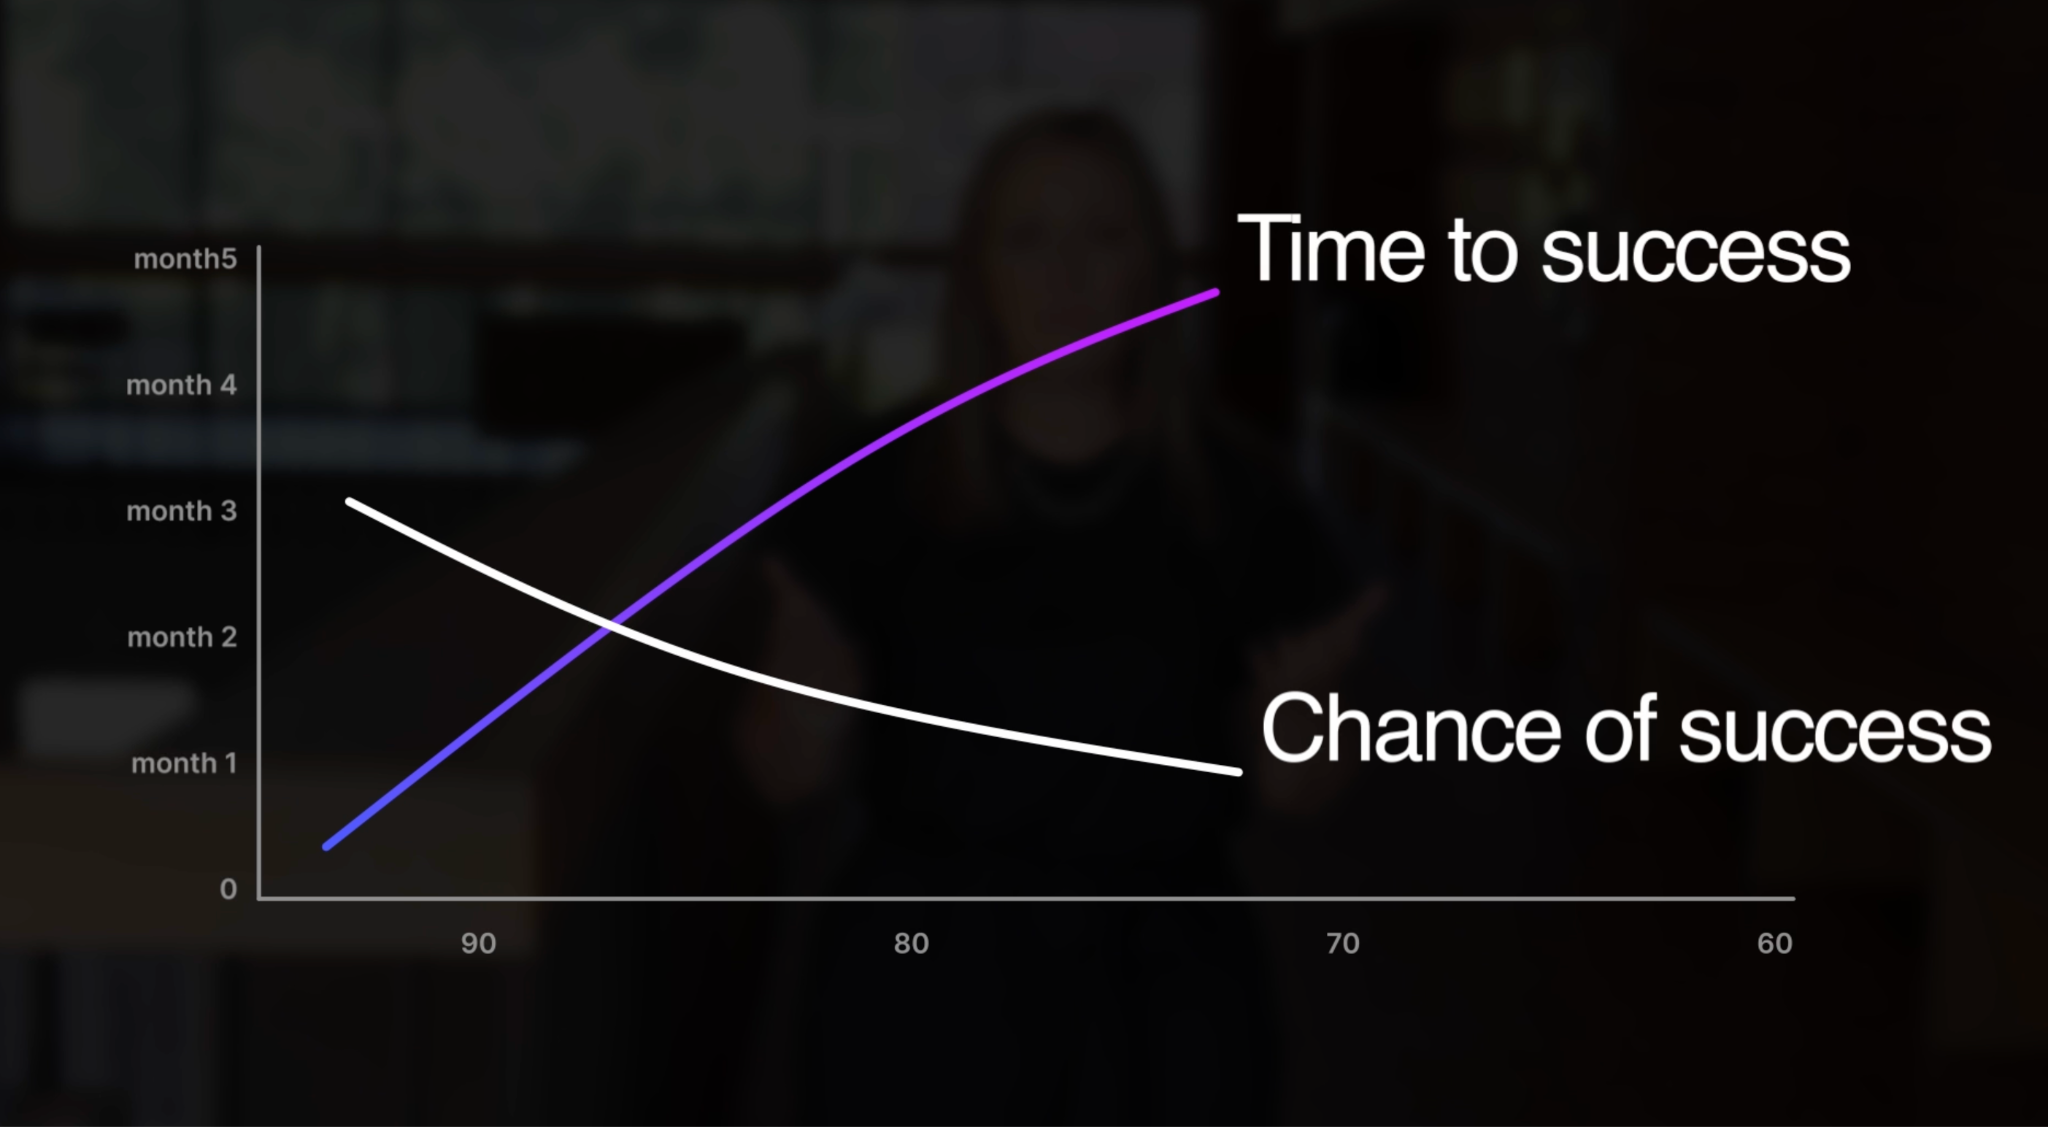 Time to success
month5
month 4
month 3
month 2
Chance of success
month 1
0
90 80 70 60